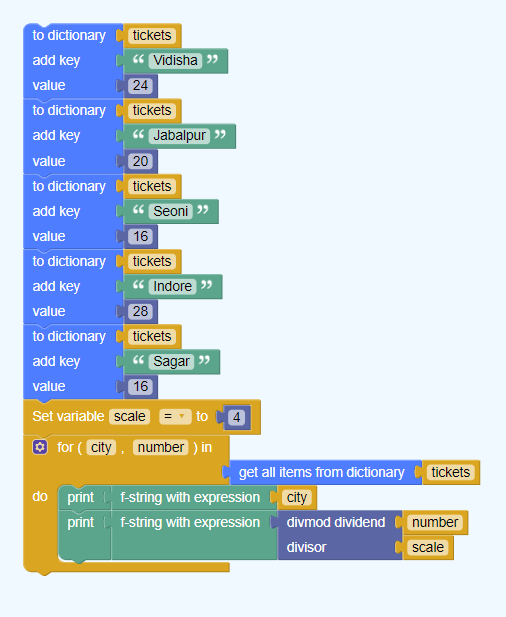 to dictionary tickets
add key “ Vidisha ”
value 24
to dictionary tickets
add key “ Jabalpur ”
value 20
to dictionary tickets
add key “ Seoni ”
value 16
to dictionary tickets
add key “ Indore ”
value 28
to dictionary tickets
add key “ Sagar ”
value 16
Set variable scale = to 4
for ( city , number ) in
get all items from dictionary tickets
do print f-string with expression city
print f-string with expression divmod dividend number
divisor scale